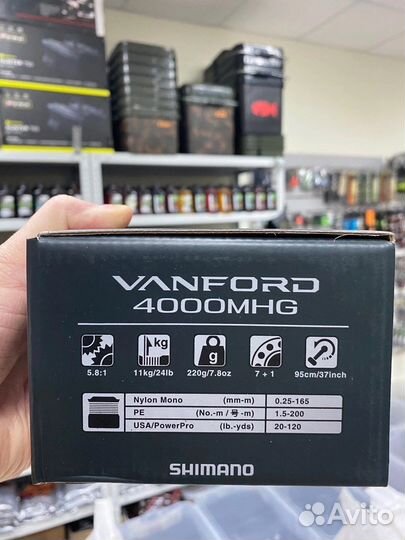 VANFORD
4000MHG
kg
g
5.8:1 11kg/24lb 220g/7.8oz 7 + 1 95cm/37inch
Nylon Mono (mm-m) 0.25-165
PE (No.-m / 号-m) 1.5-200
USA/PowerPro (lb.-yds) 20-120
SHIMANO
Avito